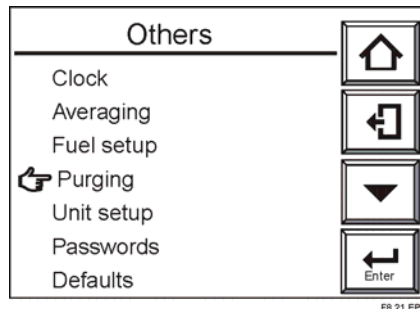 Others
Clock
Averaging
Fuel setup
Purging
Unit setup
Passwords
Defaults
Enter
F8.21.EP